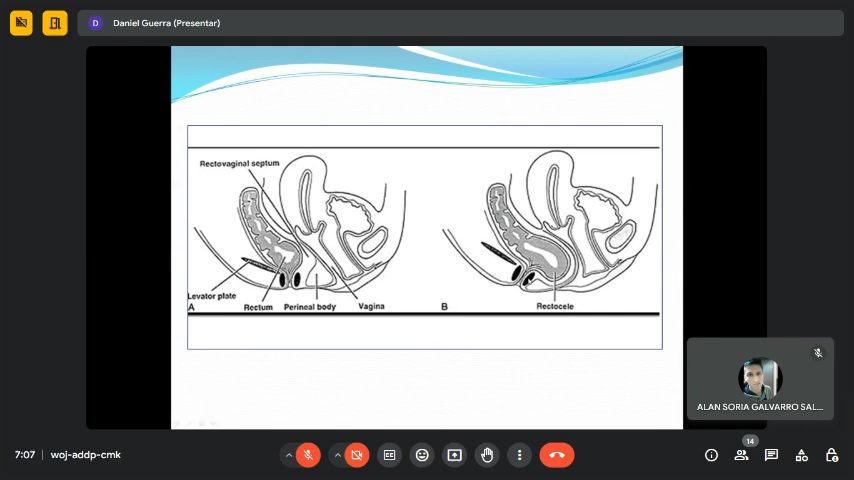 Daniel Guerra (Presentar)
D
Rectovaginal septum
Levator plate
A
Rectum
Perineal body
Vagina
B
Rectocele
ALAN SORIA GALVARRO SAL...
7:07
woj-addp-cmk
14